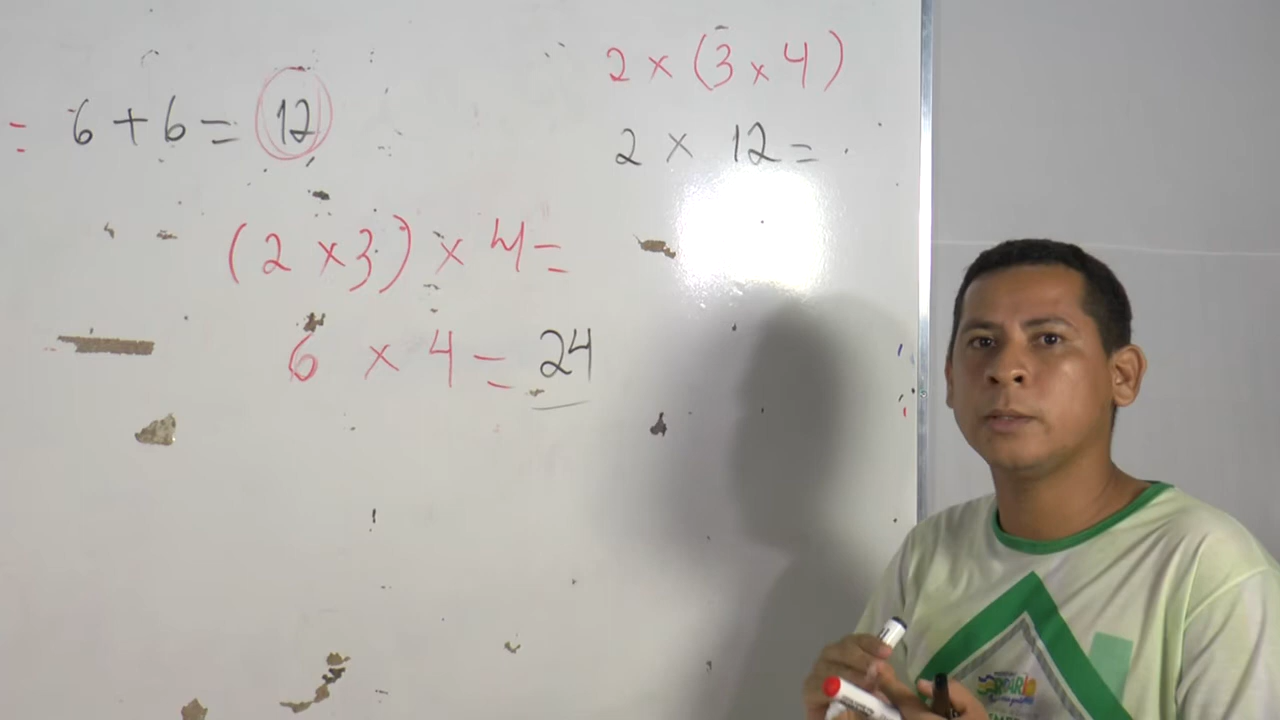 = 6 + 6 = 12
(2 × 3) × 4 =
6 × 4 = 24
2 × (3 × 4)
2 × 12 =